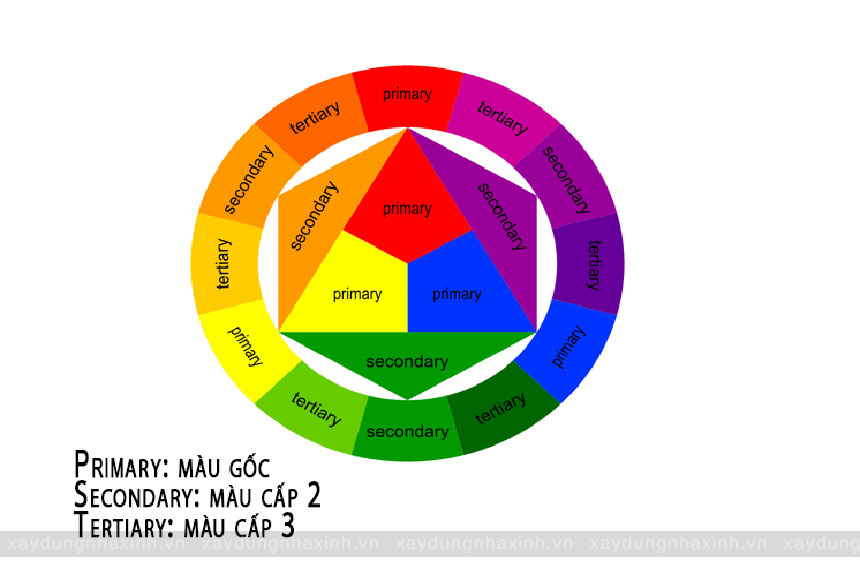 primary
tertiary
tertiary
secondary
secondary
secondary
secondary
primary
tertiary
tertiary
primary
primary
primary
primary
secondary
tertiary
tertiary
secondary
PRIMARY: MÀU GỐC
SECONDARY: MÀU CẤP 2
TERTIARY: MÀU CẤP 3
xaydungnhaxinh.vn xaydungnhaxinh.vn xaydungnhaxinh.vn xaydungnhaxinh.vn xaydu